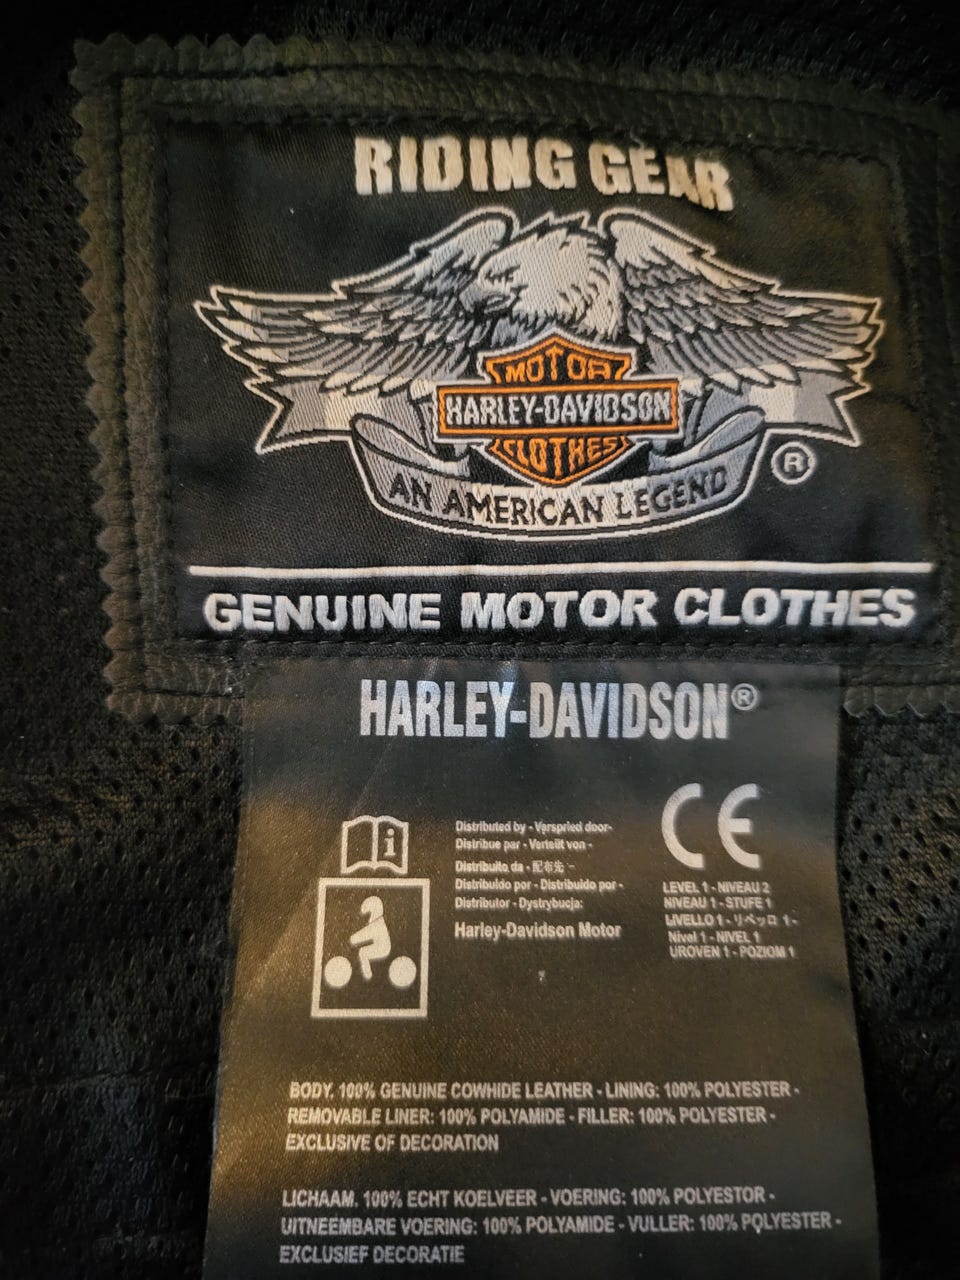 RIDING GEAR
MOTOR
HARLEY-DAVIDSON
CLOTHES
AN AMERICAN LEGEND
®
GENUINE MOTOR CLOTHES
HARLEY-DAVIDSON®
i
CE
Distributed by - Verspried door-
Distribue par - Verteilt von -
Distribuito da - 配布先 -
Distribuido por - Distribuido por -
Distributor - Dystrybucja:
Harley-Davidson Motor
LEVEL 1 - NIVEAU 2
NIVEAU 1 - STUFE 1
LIVELLO 1 - リベッロ 1 -
Nivel 1 - NIVEL 1
UROVEN 1 - POZIOM 1
BODY. 100% GENUINE COWHIDE LEATHER - LINING: 100% POLYESTER -
REMOVABLE LINER: 100% POLYAMIDE - FILLER: 100% POLYESTER -
EXCLUSIVE OF DECORATION
LICHAAM. 100% ECHT KOELVEER - VOERING: 100% POLYESTOR -
UITNEEMBARE VOERING: 100% POLYAMIDE - VULLER: 100% POLYESTER -
EXCLUSIEF DECORATIE